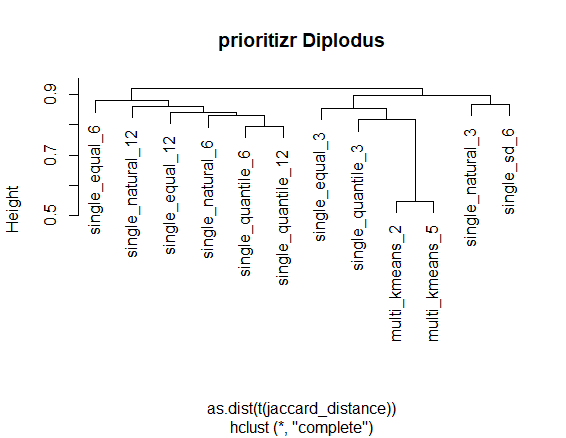 prioritizr Diplodus
Height
0.9
0.7
0.5
single_equal_6
single_natural_12
single_equal_12
single_natural_6
single_quantile_6
single_quantile_12
single_equal_3
single_quantile_3
multi_kmeans_2
multi_kmeans_5
single_natural_3
single_sd_6
as.dist(t(jaccard_distance))
hclust (*, "complete")